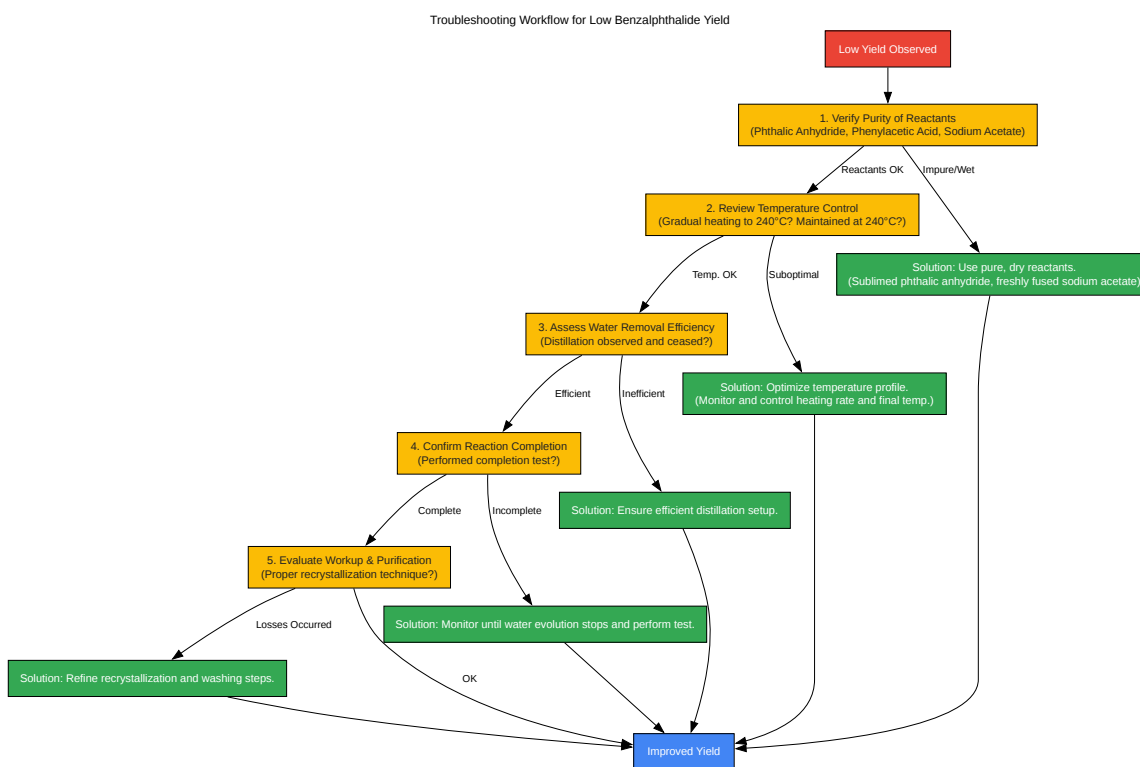 Troubleshooting Workflow for Low Benzalphthalide Yield
Low Yield Observed
1. Verify Purity of Reactants
(Phthalic Anhydride, Phenylacetic Acid, Sodium Acetate)
Reactants OK
Impure/Wet
2. Review Temperature Control
(Gradual heating to 240°C? Maintained at 240°C?)
Solution: Use pure, dry reactants.
(Sublimed phthalic anhydride, freshly fused sodium acetate)
Temp. OK
Suboptimal
3. Assess Water Removal Efficiency
(Distillation observed and ceased?)
Solution: Optimize temperature profile.
(Monitor and control heating rate and final temp.)
Efficient
Inefficient
4. Confirm Reaction Completion
(Performed completion test?)
Solution: Ensure efficient distillation setup.
Complete
Incomplete
5. Evaluate Workup & Purification
(Proper recrystallization technique?)
Solution: Monitor until water evolution stops and perform test.
Losses Occurred
OK
Solution: Refine recrystallization and washing steps.
Improved Yield